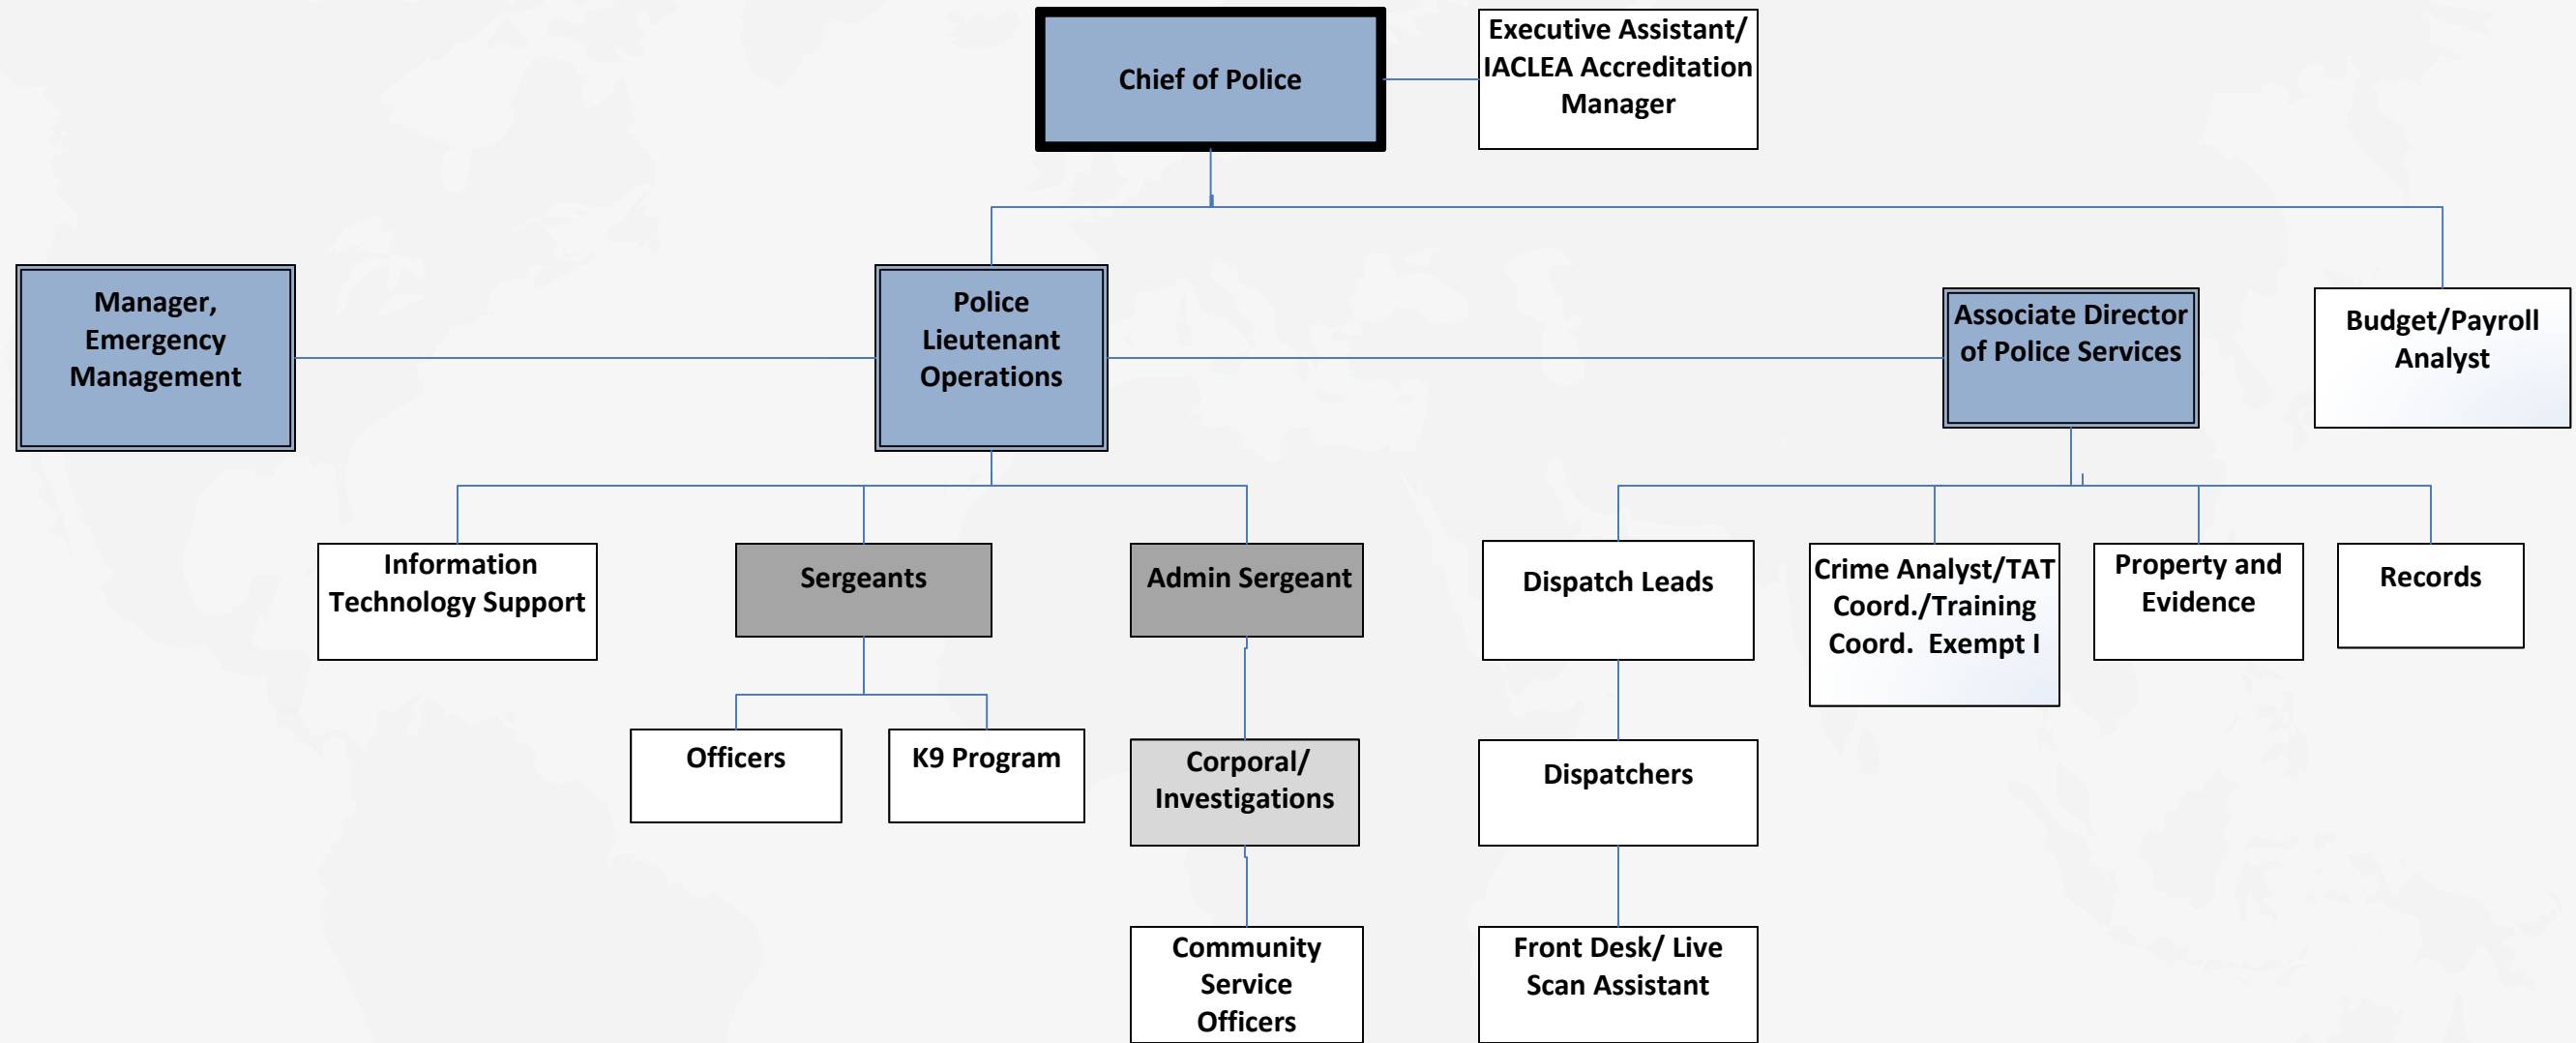 Chief of Police
Executive Assistant/
IACLEA Accreditation
Manager
Manager,
Emergency
Management
Police
Lieutenant
Operations
Associate Director
of Police Services
Budget/Payroll
Analyst
Information
Technology Support
Sergeants
Admin Sergeant
Dispatch Leads
Crime Analyst/TAT
Coord./Training
Coord. Exempt I
Property and
Evidence
Records
Officers
K9 Program
Corporal/
Investigations
Dispatchers
Community
Service
Officers
Front Desk/ Live
Scan Assistant